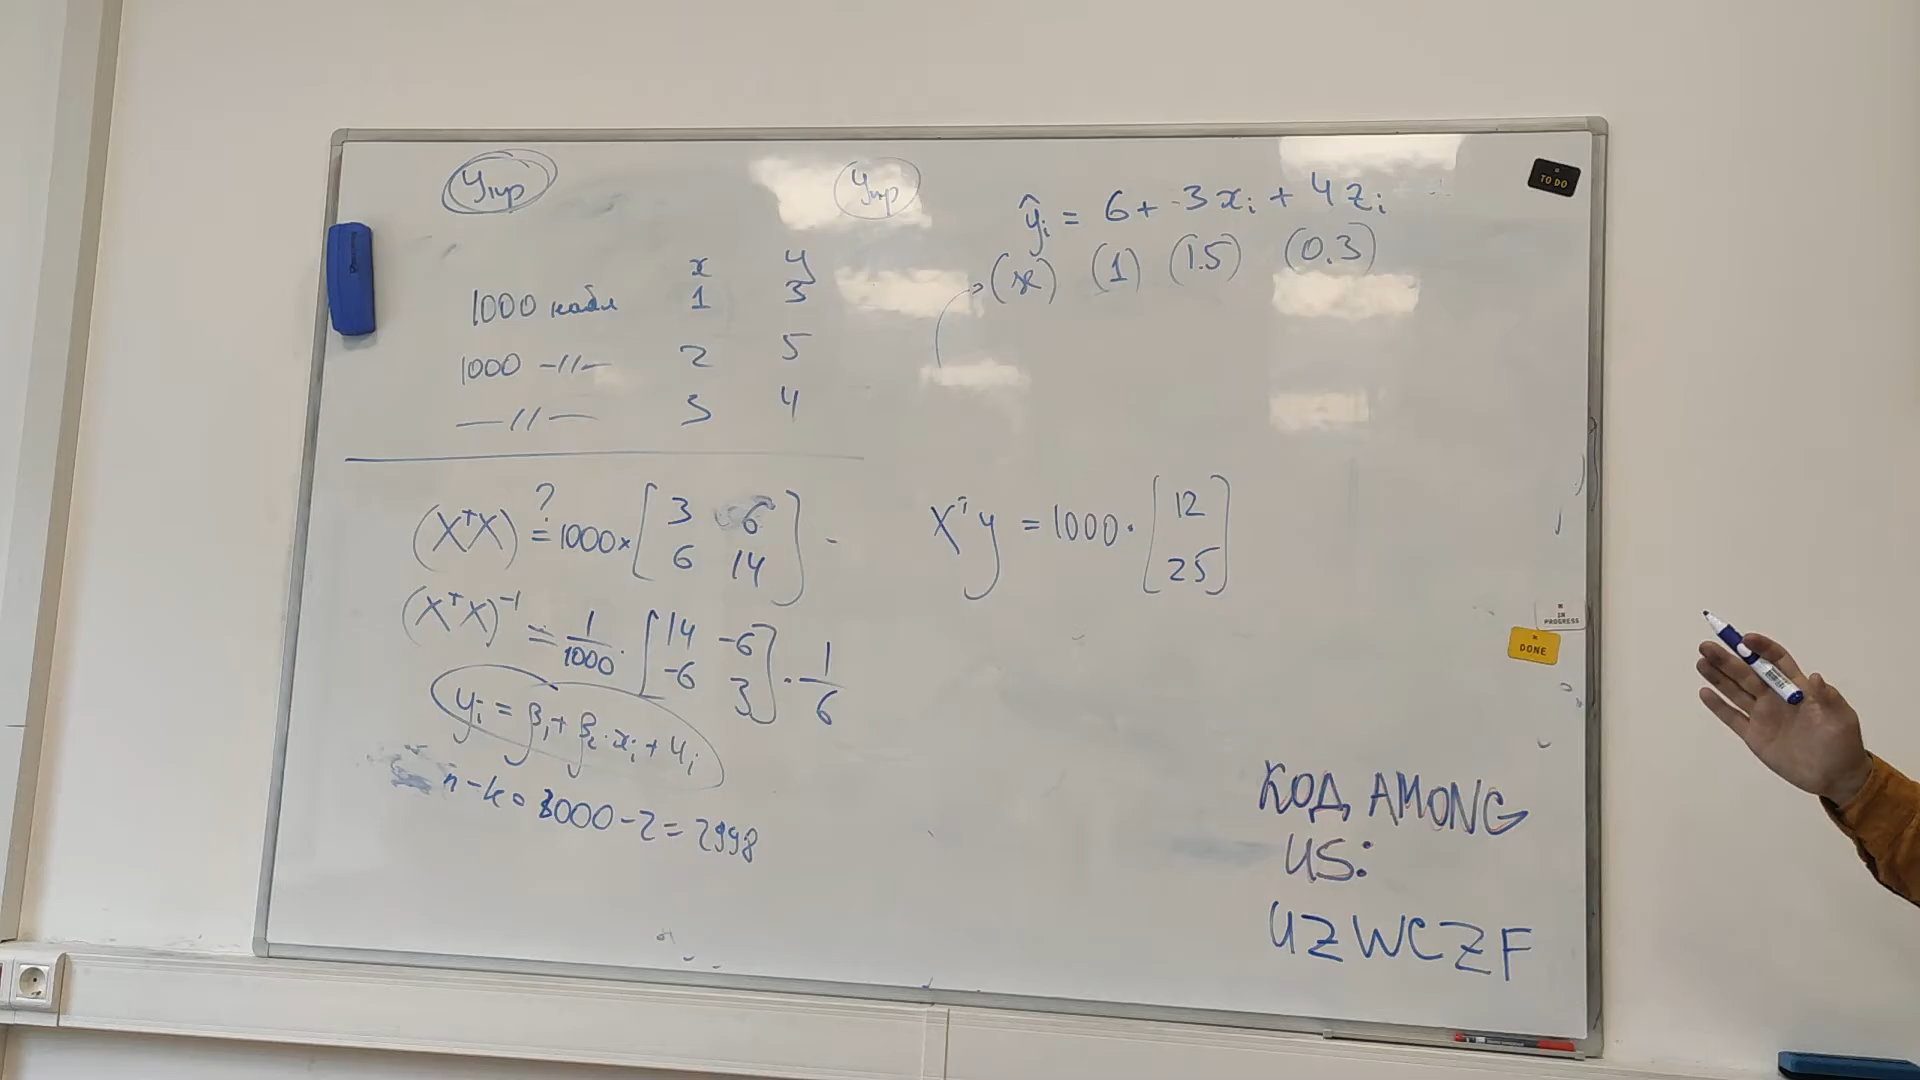 Упр
x y
1000 набл 1 3
1000 —//— 2 5
—//— 3 4
(XᵀX) ≟ 1000 × [3 6
6 14]
(XᵀX)⁻¹ = 1/1000 · [14 -6
-6 3] · 1/6
yᵢ = β₁ + β₂ · xᵢ + uᵢ
n - k = 3000 - 2 = 2998
Упр
ŷᵢ = 6 + -3xᵢ + 4zᵢ
(1) (1.5) (0.3)
Xᵀy = 1000 · [12
25]
TO DO
IN
PROGRESS
DONE
КОД AMONG
US:
UZWCZF